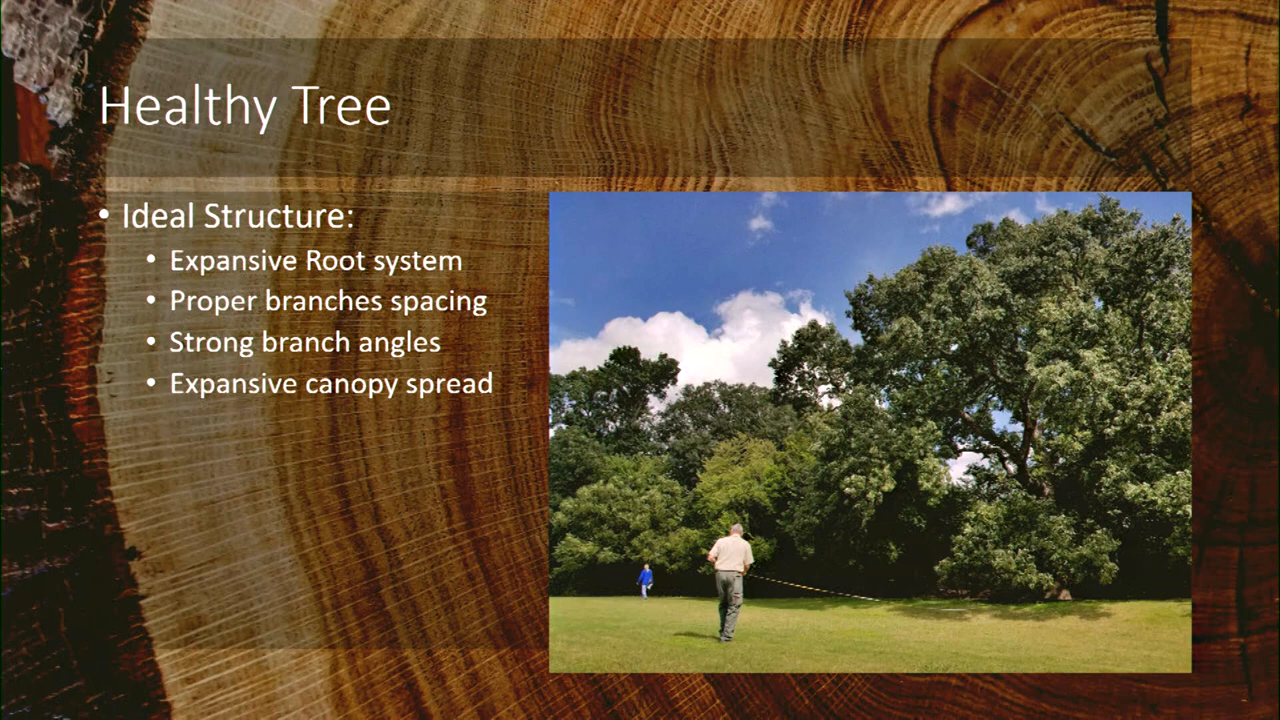 Healthy Tree
• Ideal Structure:
• Expansive Root system
• Proper branches spacing
• Strong branch angles
• Expansive canopy spread